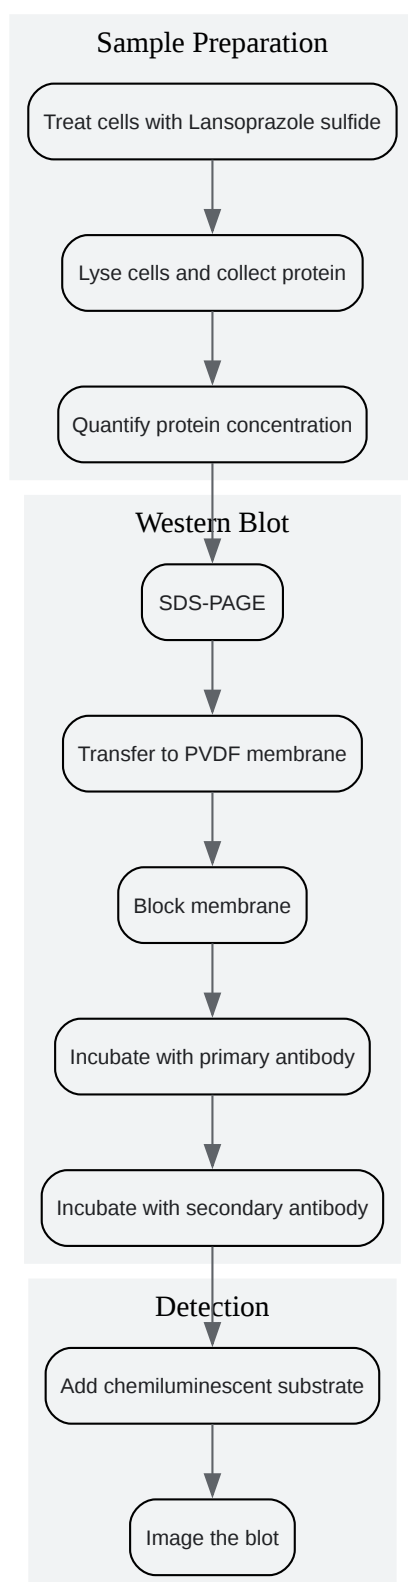 Sample Preparation
Treat cells with Lansoprazole sulfide
Lyse cells and collect protein
Quantify protein concentration
Western Blot
SDS-PAGE
Transfer to PVDF membrane
Block membrane
Incubate with primary antibody
Incubate with secondary antibody
Detection
Add chemiluminescent substrate
Image the blot